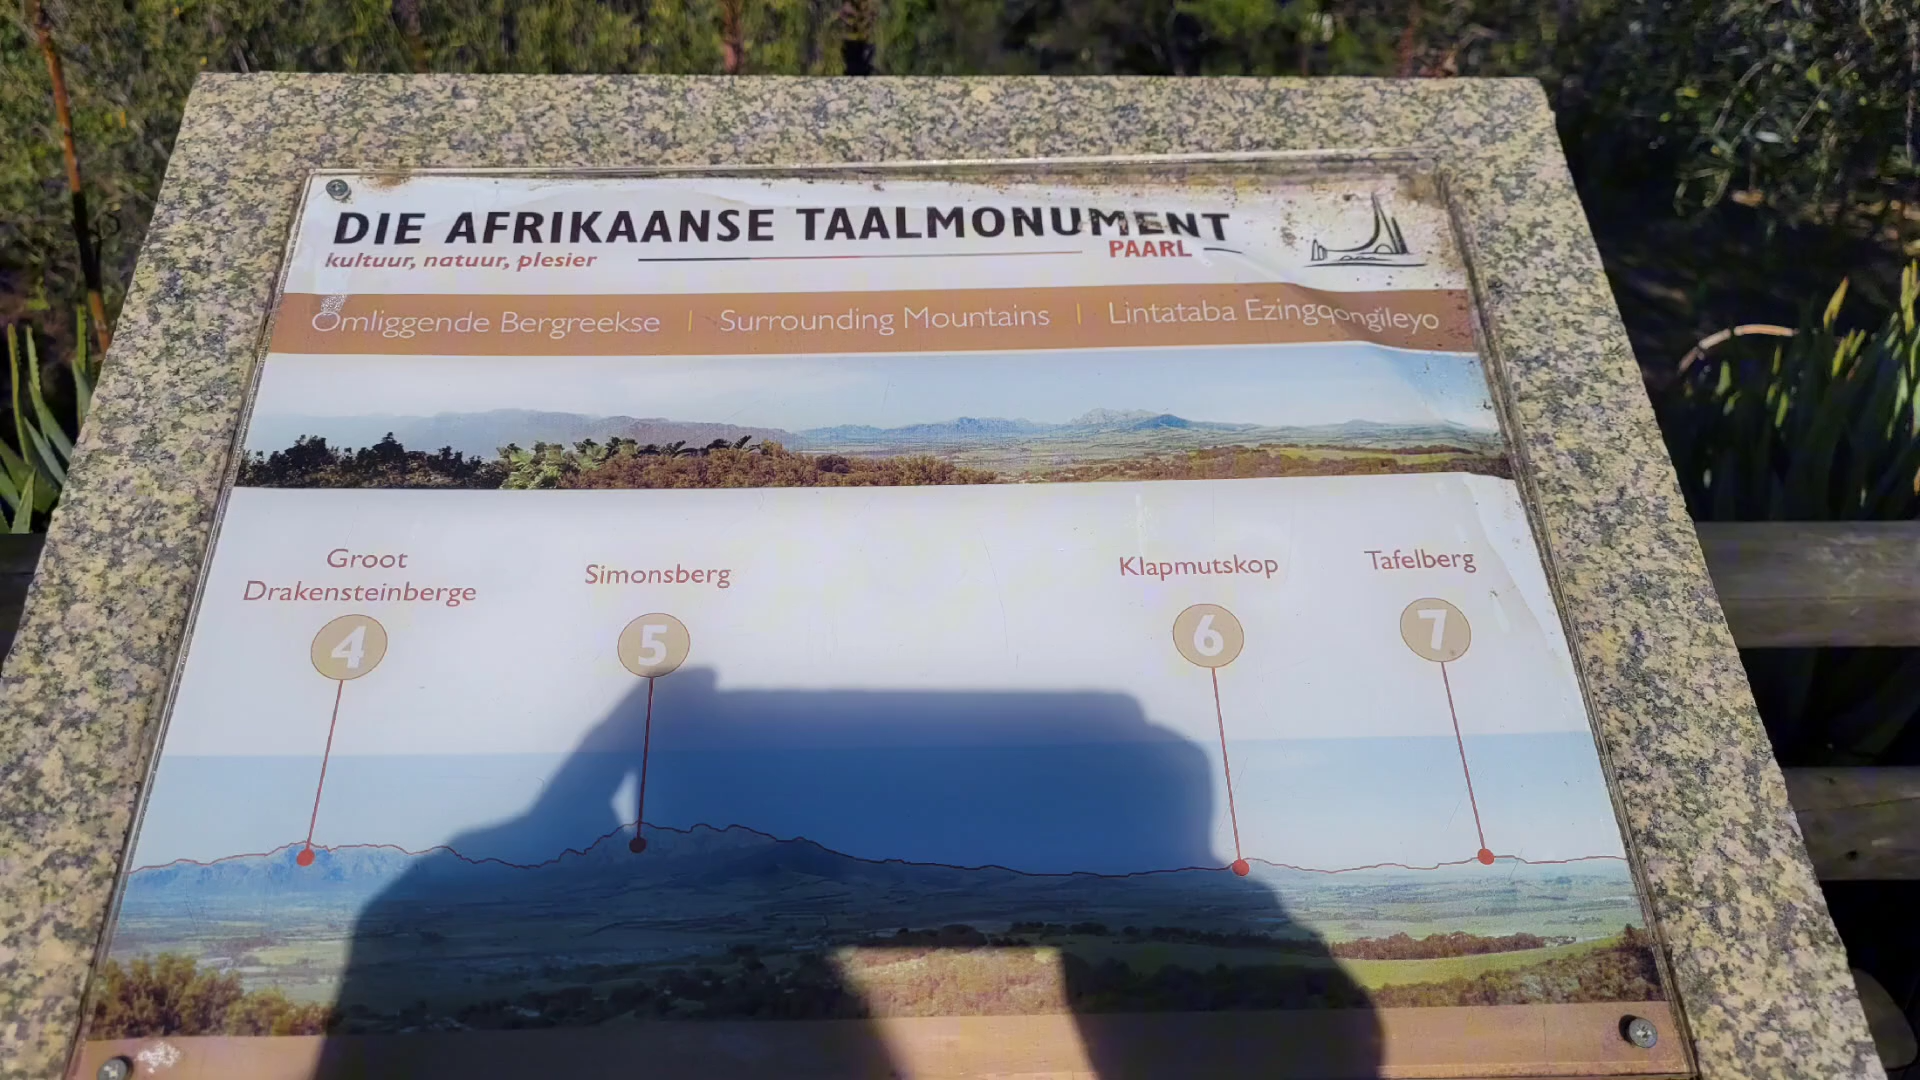 DIE AFRIKAANSE TAALMONUMENT
kultuur, natuur, plesier
PAARL
Omliggende Bergreekse | Surrounding Mountains | Lintataba Ezingqongileyo
Groot
Drakensteinberge
Simonsberg
Klapmutskop
Tafelberg
4
5
6
7